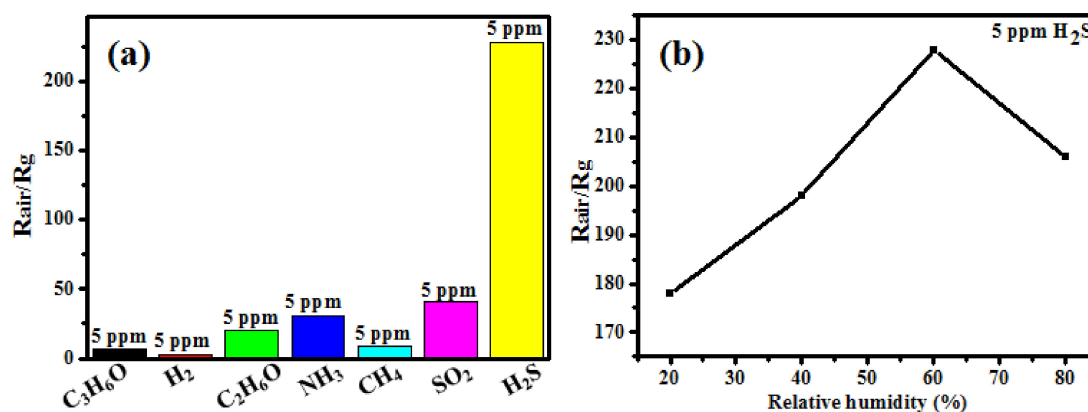 (a)
Rair/Rg
0
50
100
150
200
5 ppm
5 ppm
5 ppm
5 ppm
5 ppm
5 ppm
5 ppm
C₃H₆O
H₂
C₂H₆O
NH₃
CH₄
SO₂
H₂S
(b)
5 ppm H₂S
Rair/Rg
230
220
210
200
190
180
170
20 30 40 50 60 70 80
Relative humidity (%)